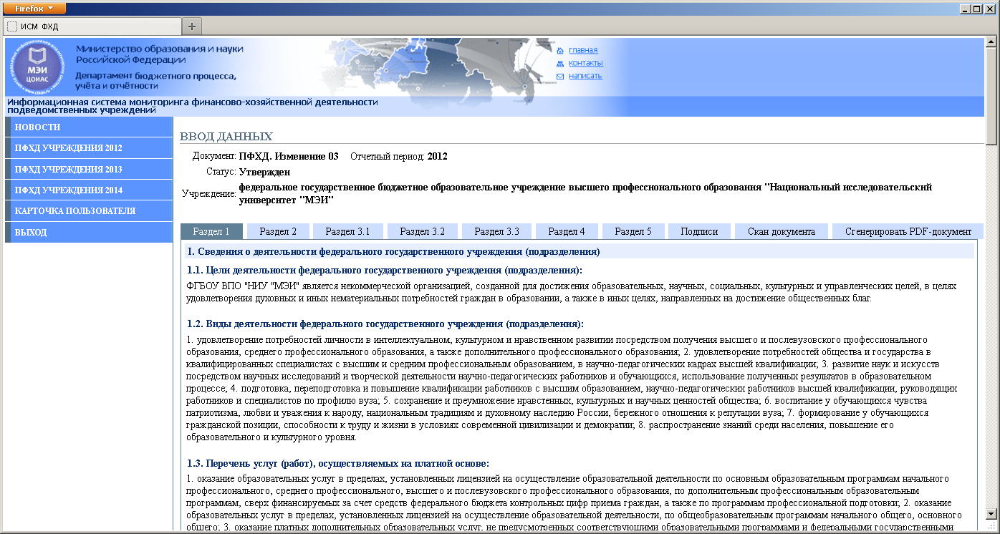 Firefox
ИСМ ФХД
МЭИ
ЦОИАС
Министерство образования и науки
Российской Федерации
Департамент бюджетного процесса,
учёта и отчётности
главная
контакты
написать
Информационная система мониторинга финансово-хозяйственной деятельности
подведомственных учреждений
НОВОСТИ
ПФХД УЧРЕЖДЕНИЯ 2012
ПФХД УЧРЕЖДЕНИЯ 2013
ПФХД УЧРЕЖДЕНИЯ 2014
КАРТОЧКА ПОЛЬЗОВАТЕЛЯ
ВЫХОД
ВВОД ДАННЫХ
Документ: ПФХД. Изменение 03 Отчетный период: 2012
Статус: Утвержден
Учреждение: федеральное государственное бюджетное образовательное учреждение высшего профессионального образования "Национальный исследовательский
университет "МЭИ"
Раздел 1 Раздел 2 Раздел 3.1 Раздел 3.2 Раздел 3.3 Раздел 4 Раздел 5 Подписи Скан документа Сгенерировать PDF-документ
I. Сведения о деятельности федерального государственного учреждения (подразделения)
1.1. Цели деятельности федерального государственного учреждения (подразделения):
ФГБОУ ВПО "НИУ "МЭИ" является некоммерческой организацией, созданной для достижения образовательных, научных, социальных, культурных и управленческих целей, в целях
удовлетворения духовных и иных нематериальных потребностей граждан в образовании, а также в иных целях, направленных на достижение общественных благ.
1.2. Виды деятельности федерального государственного учреждения (подразделения):
1. удовлетворение потребностей личности в интеллектуальном, культурном и нравственном развитии посредством получения высшего и послевузовского профессионального
образования, среднего профессионального образования, а также дополнительного профессионального образования; 2. удовлетворение потребностей общества и государства в
квалифицированных специалистах с высшим и средним профессиональным образованием, в научно-педагогических кадрах высшей квалификации; 3. развитие наук и искусств
посредством научных исследований и творческой деятельности научно-педагогических работников и обучающихся, использование полученных результатов в образовательном
процессе; 4. подготовка, переподготовка и повышение квалификации работников с высшим образованием, научно-педагогических работников высшей квалификации, руководящих
работников и специалистов по профилю вуза; 5. сохранение и преумножение нравстенных, культурных и научных ценностей общества; 6. воспитание у обучающихся чувства
патриотизма, любви и уважения к народу, национальным традициям и духовному наследию России, бережного отношения к репутации вуза; 7. формирование у обучающихся
гражданской позиции, способности к труду и жизни в условиях современной цивилизации и демократии; 8. распространение знаний среди населения, повышение его
образовательного и культурного уровня.
1.3. Перечень услуг (работ), осуществляемых на платной основе:
1. оказание образовательных услуг в пределах, установленных лицензией на осуществление образовательной деятельности по основным образовательным программам начального
профессионального, среднего профессионального, высшего и послевузовского профессионального образования, по дополнительным профессиональным образовательным
программам, сверх финансируемых за счет средств федерального бюджета контрольных цифр приема граждан, а также по программам профессиональной подготовки; 2. оказание
образовательных услуг в пределах, установленных лицензией на осуществление образовательной деятельности, по общеобразовательным программам начального общего, основного
общего; 3. оказание платных дополнительных образовательных услуг, не предусмотренных соответствующими образовательными программами и федеральными государственными